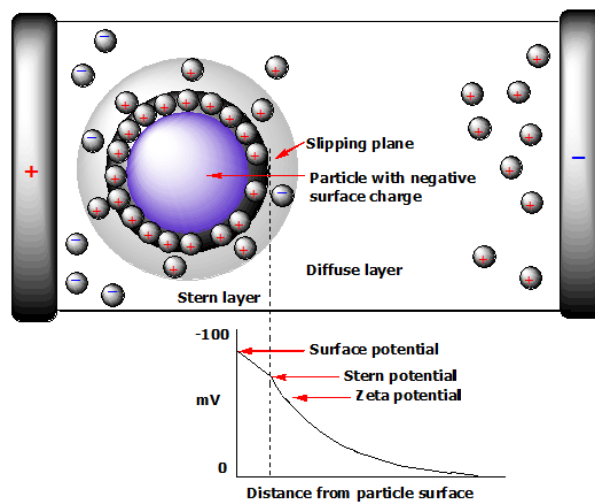 +
−
Slipping plane
Particle with negative
surface charge
Diffuse layer
Stern layer
-100
Surface potential
Stern potential
Zeta potential
mV
0
Distance from particle surface